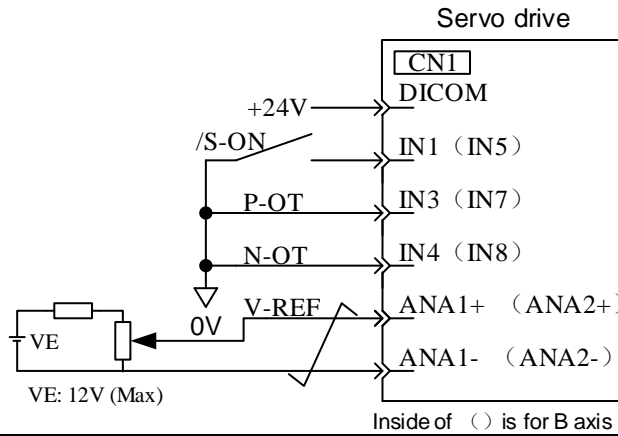 Servo drive
CN1
DICOM
+24V
/S-ON
IN1（IN5）
P-OT
IN3（IN7）
N-OT
IN4（IN8）
0V
V-REF
ANA1+ （ANA2+）
VE
ANA1- （ANA2-）
VE: 12V (Max)
Inside of （）is for B axis